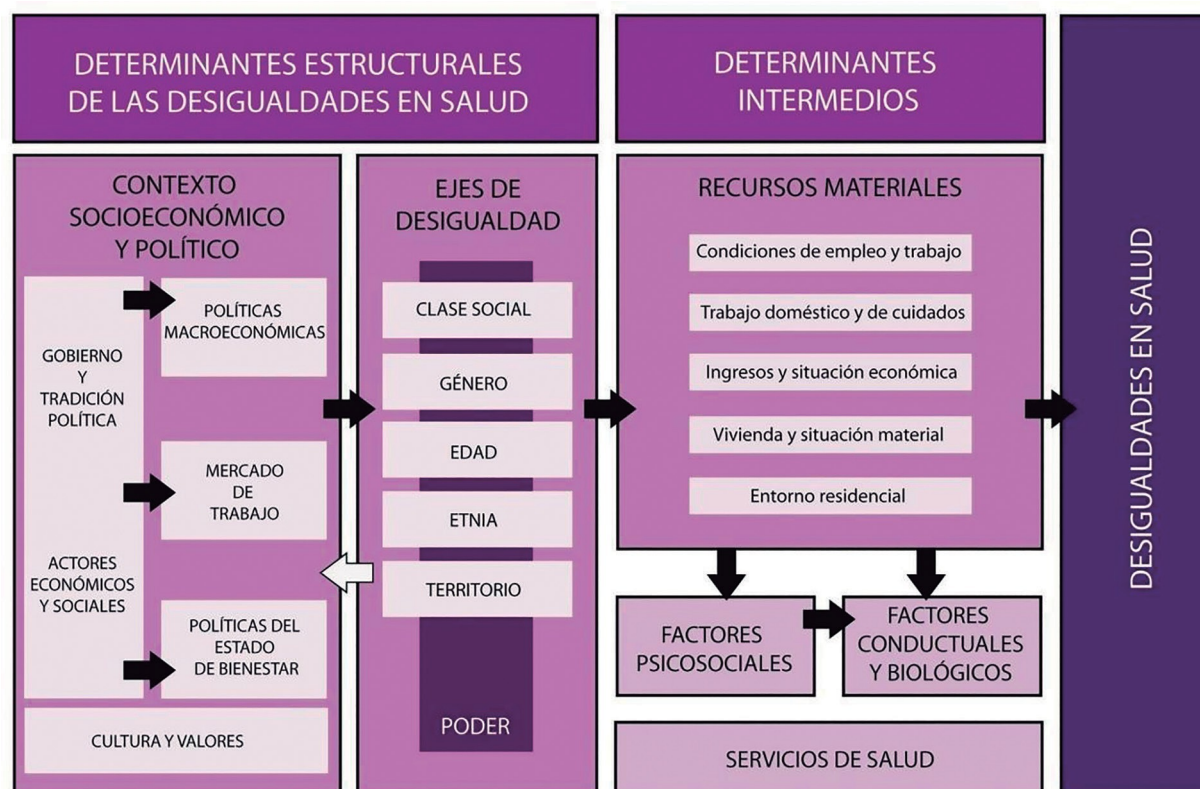 DETERMINANTES ESTRUCTURALES
DE LAS DESIGUALDADES EN SALUD
DETERMINANTES
INTERMEDIOS
CONTEXTO
SOCIOECONÓMICO
Y POLÍTICO
GOBIERNO
Y
TRADICIÓN
POLÍTICA
ACTORES
ECONÓMICOS
Y SOCIALES
POLÍTICAS
MACROECONÓMICAS
MERCADO
DE
TRABAJO
POLÍTICAS DEL
ESTADO
DE BIENESTAR
CULTURA Y VALORES
EJES DE
DESIGUALDAD
CLASE SOCIAL
GÉNERO
EDAD
ETNIA
TERRITORIO
PODER
RECURSOS MATERIALES
Condiciones de empleo y trabajo
Trabajo doméstico y de cuidados
Ingresos y situación económica
Vivienda y situación material
Entorno residencial
FACTORES
PSICOSOCIALES
FACTORES
CONDUCTUALES
Y BIOLÓGICOS
SERVICIOS DE SALUD
DESIGUALDADES EN SALUD